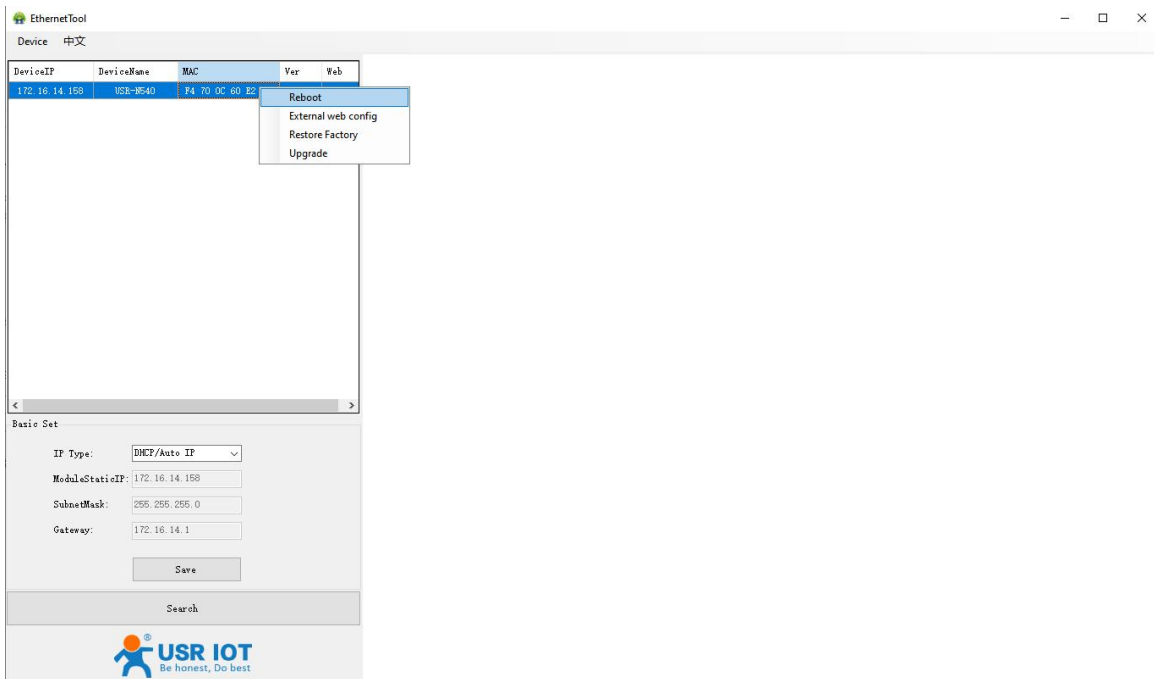 EthernetTool
Device 中文
DeviceIP DeviceName MAC Ver Web
172.16.14.158 USR-N540 F4 70 0C 60 E2
Reboot
External web config
Restore Factory
Upgrade
Basic Set
IP Type: DHCP/Auto IP
ModuleStaticIP: 172.16.14.158
SubnetMask: 255.255.255.0
Gateway: 172.16.14.1
Save
Search
® USR IOT
Be honest, Do best